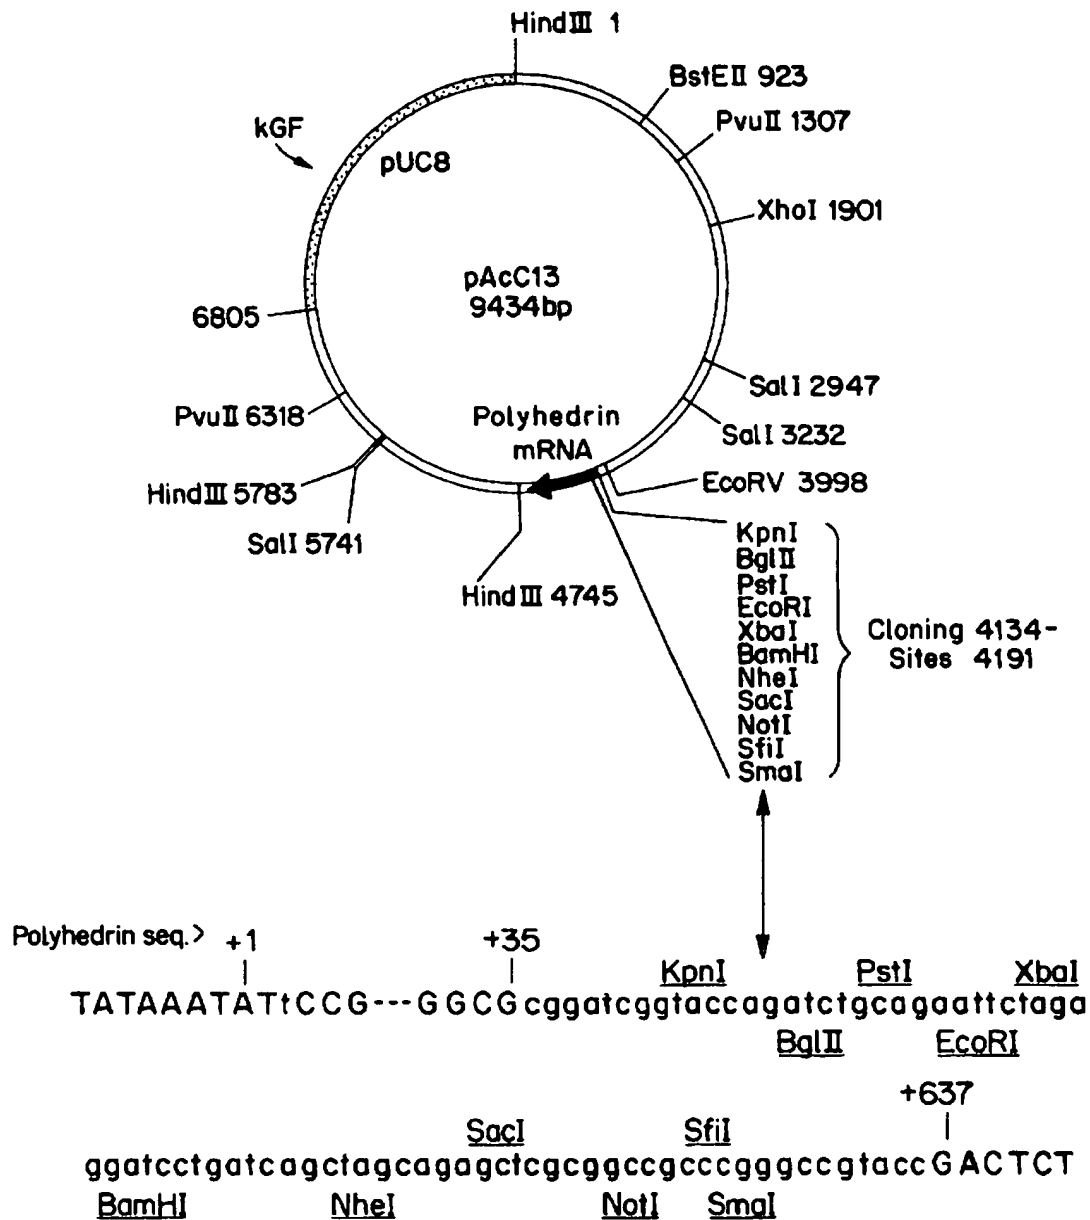 HindIII 1
BstEII 923
PvuII 1307
kGF
pUC8
XhoI 1901
pAcC13
9434bp
6805
SalI 2947
PvuII 6318
Polyhedrin
mRNA
SalI 3232
HindIII 5783
EcoRV 3998
SalI 5741
HindIII 4745
KpnI
BglII
PstI
EcoRI
XbaI
BamHI
NheI
SacI
NotI
SfiI
SmaI
Cloning 4134-
Sites 4191
Polyhedrin seq.> +1
+35
KpnI PstI XbaI
TATAAATATtCCG---GGCGcggatcggtaccagatctgcagaattctaga
BglII EcoRI
+637
SacI SfiI
ggatcctgatcagctagcagagctcgcggccgcccgggccgtaccGACTCT
BamHI NheI NotI SmaI